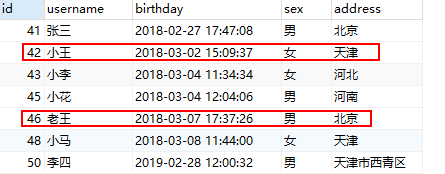 id username birthday sex address
41 张三 2018-02-27 17:47:08 男 北京
42 小王 2018-03-02 15:09:37 女 天津
43 小李 2018-03-04 11:34:34 女 河北
45 小花 2018-03-04 12:04:06 男 河南
46 老王 2018-03-07 17:37:26 男 北京
48 小马 2018-03-08 11:44:00 女 天津
50 李四 2019-02-28 12:00:32 男 天津市西青区